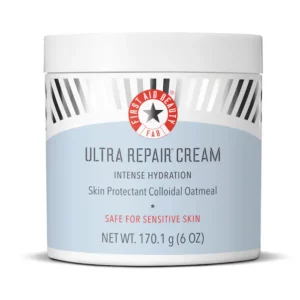 FIRST AID BEAUTY
FAB
ULTRA REPAIR CREAM
INTENSE HYDRATION
Skin Protectant Colloidal Oatmeal
SAFE FOR SENSITIVE SKIN
NET WT. 170.1 g (6 OZ)